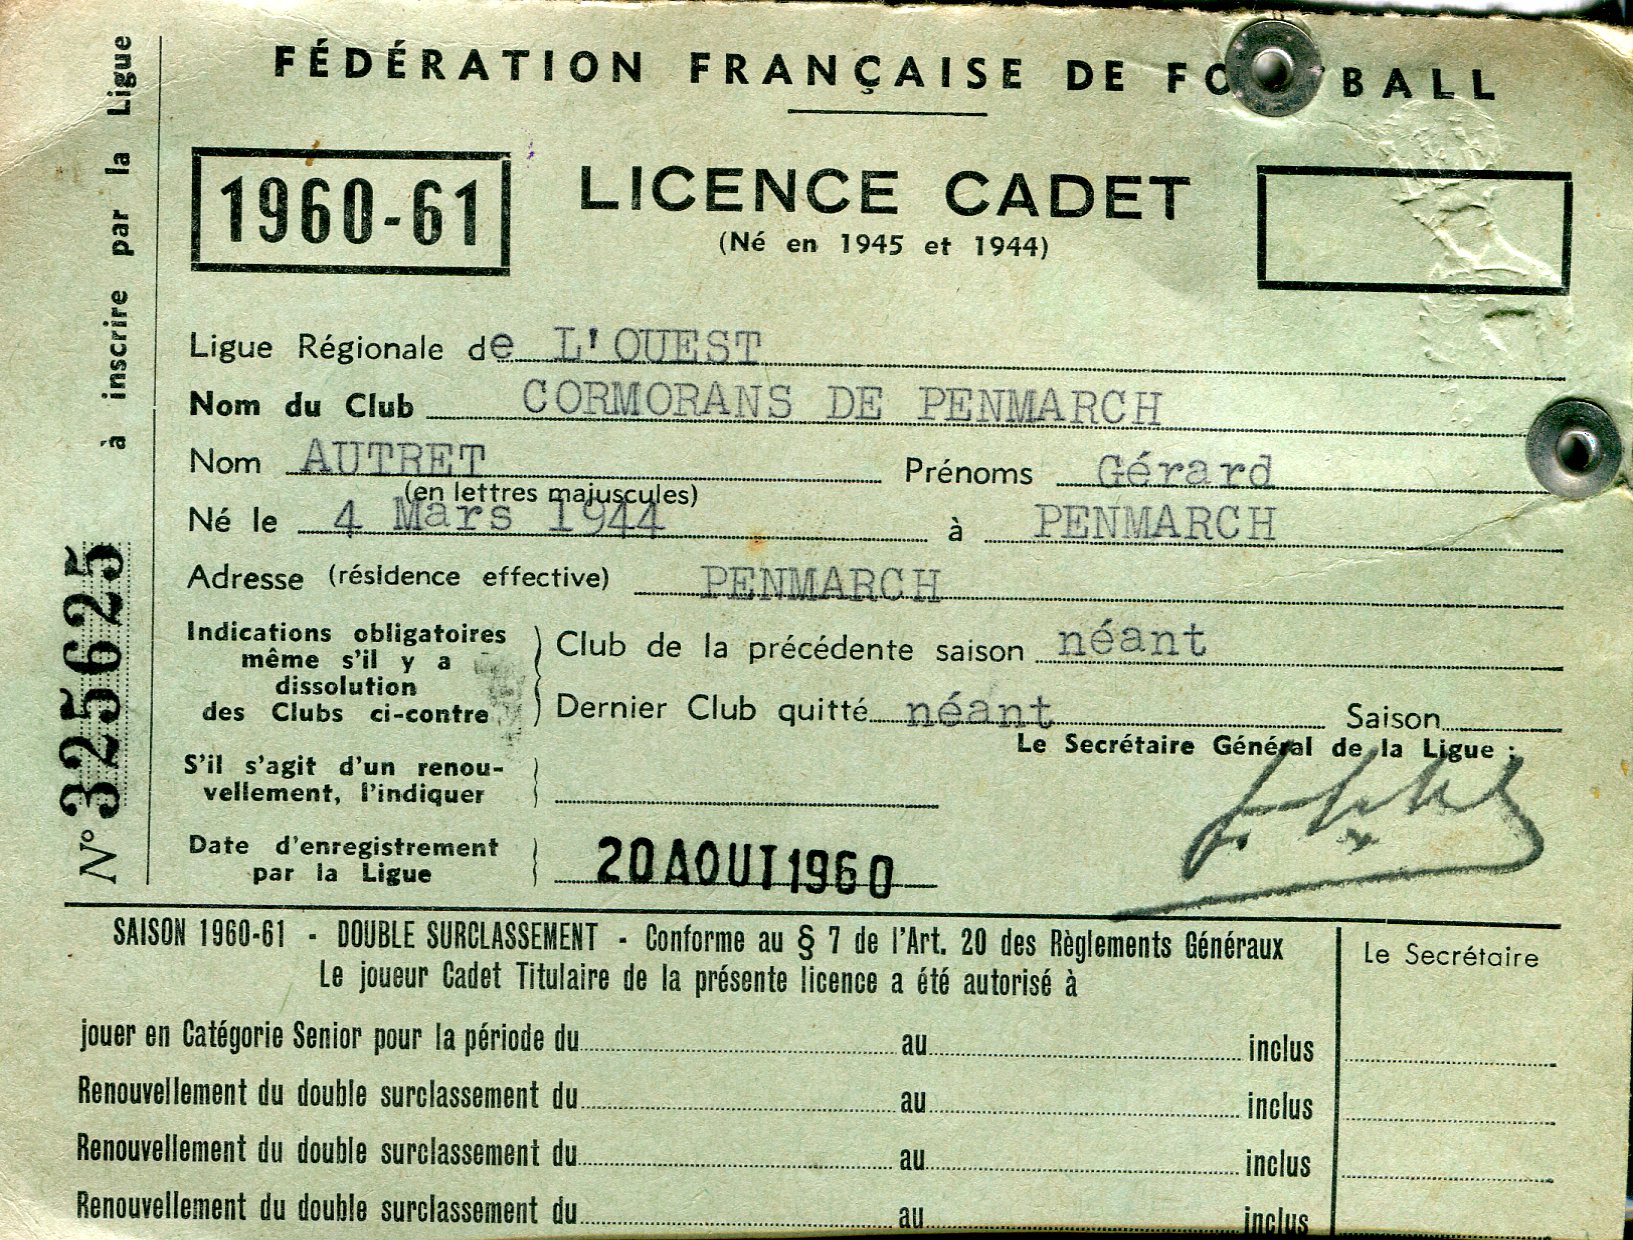 FÉDÉRATION FRANÇAISE DE FO BALL
1960-61
LICENCE CADET
(Né en 1945 et 1944)
Ligue Régionale de L'OUEST
Nom du Club CORMORANS DE PENMARCH
Nom AUTRET Prénoms Gérard
(en lettres majuscules)
Né le 4 Mars 1944 à PENMARCH
Adresse (résidence effective) PENMARCH
Indications obligatoires
même s'il y a
dissolution
des Clubs ci-contre
Club de la précédente saison néant
Dernier Club quitté néant Saison
Le Secrétaire Général de la Ligue :
S'il s'agit d'un renou-
vellement, l'indiquer
Date d'enregistrement
par la Ligue
20 AOUT 1960
N° 325625 à inscrire par la Ligue
SAISON 1960-61 - DOUBLE SURCLASSEMENT - Conforme au § 7 de l'Art. 20 des Règlements Généraux
Le joueur Cadet Titulaire de la présente licence a été autorisé à
Le Secrétaire
jouer en Catégorie Senior pour la période du au inclus
Renouvellement du double surclassement du au inclus
Renouvellement du double surclassement du au inclus
Renouvellement du double surclassement du au inclus